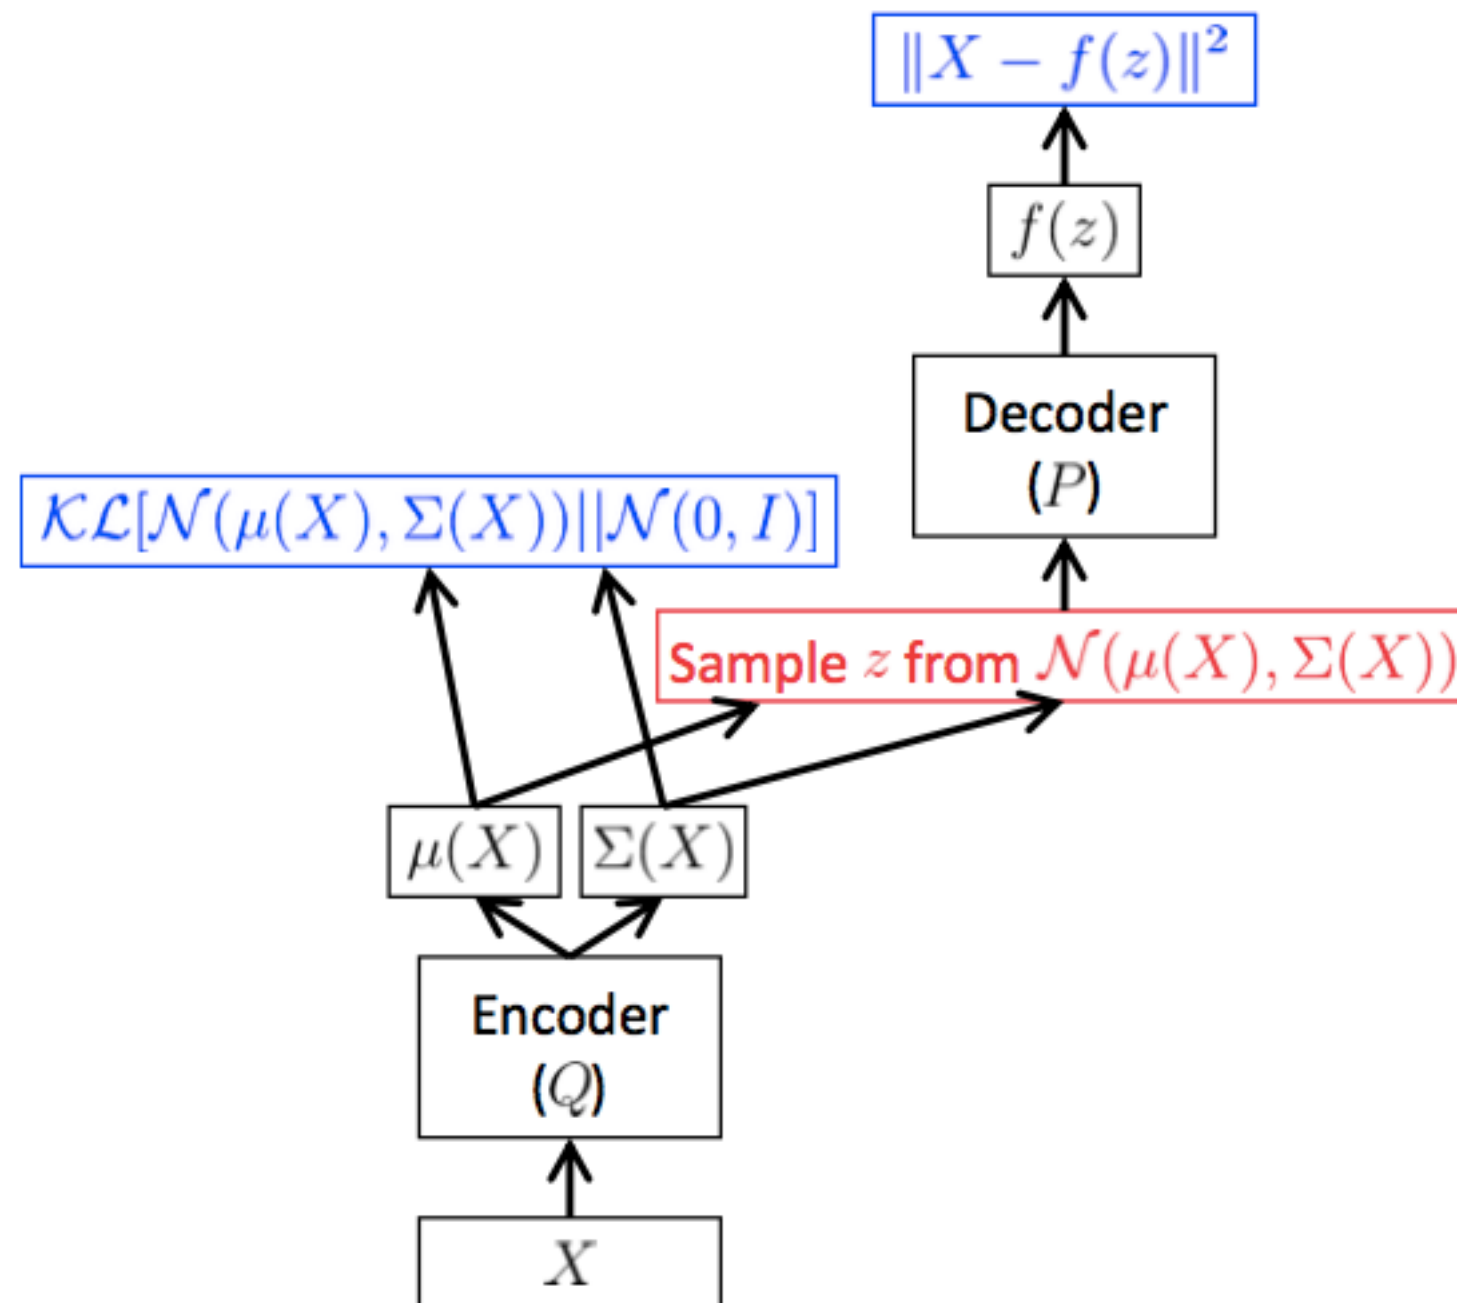 ‖X − f(z)‖²
f(z)
Decoder
(P)
𝒦ℒ[𝒩(μ(X), Σ(X))||𝒩(0, I)]
Sample z from 𝒩(μ(X), Σ(X))
μ(X)
Σ(X)
Encoder
(Q)
X